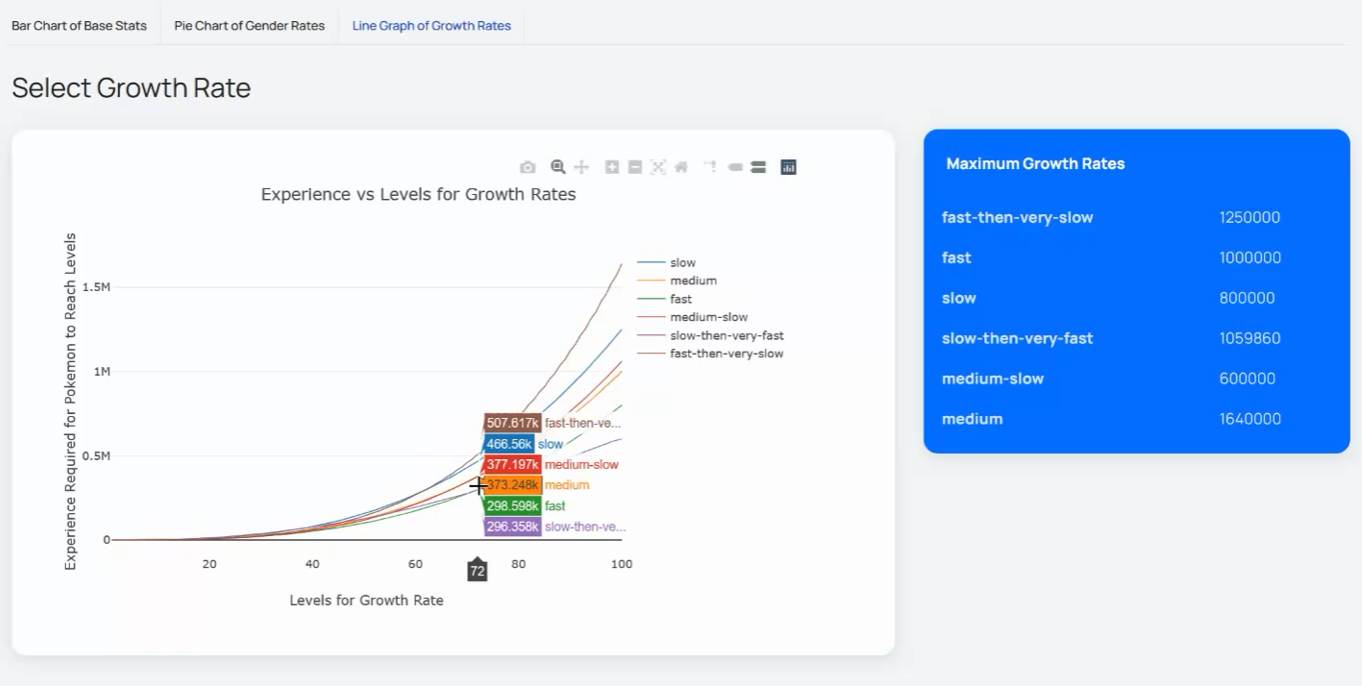 Bar Chart of Base Stats Pie Chart of Gender Rates Line Graph of Growth Rates
Select Growth Rate
Experience vs Levels for Growth Rates
Experience Required for Pokemon to Reach Levels
1.5M
1M
0.5M
0
slow
medium
fast
medium-slow
slow-then-very-fast
fast-then-very-slow
507.617k fast-then-ve...
466.56k slow
377.197k medium-slow
373.248k medium
298.598k fast
296.358k slow-then-ve...
20 40 60 72 80 100
Levels for Growth Rate
Maximum Growth Rates
fast-then-very-slow 1250000
fast 1000000
slow 800000
slow-then-very-fast 1059860
medium-slow 600000
medium 1640000